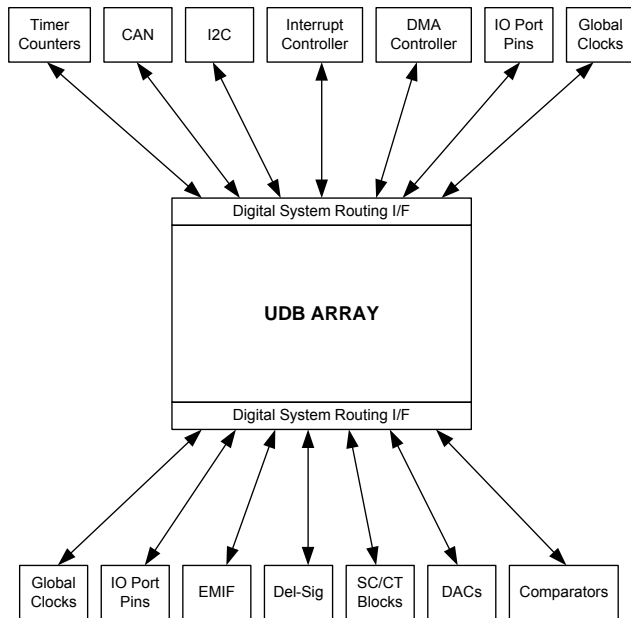 Timer
Counters
CAN
I2C
Interrupt
Controller
DMA
Controller
IO Port
Pins
Global
Clocks
Digital System Routing I/F
UDB ARRAY
Digital System Routing I/F
Global
Clocks
IO Port
Pins
EMIF
Del-Sig
SC/CT
Blocks
DACs
Comparators